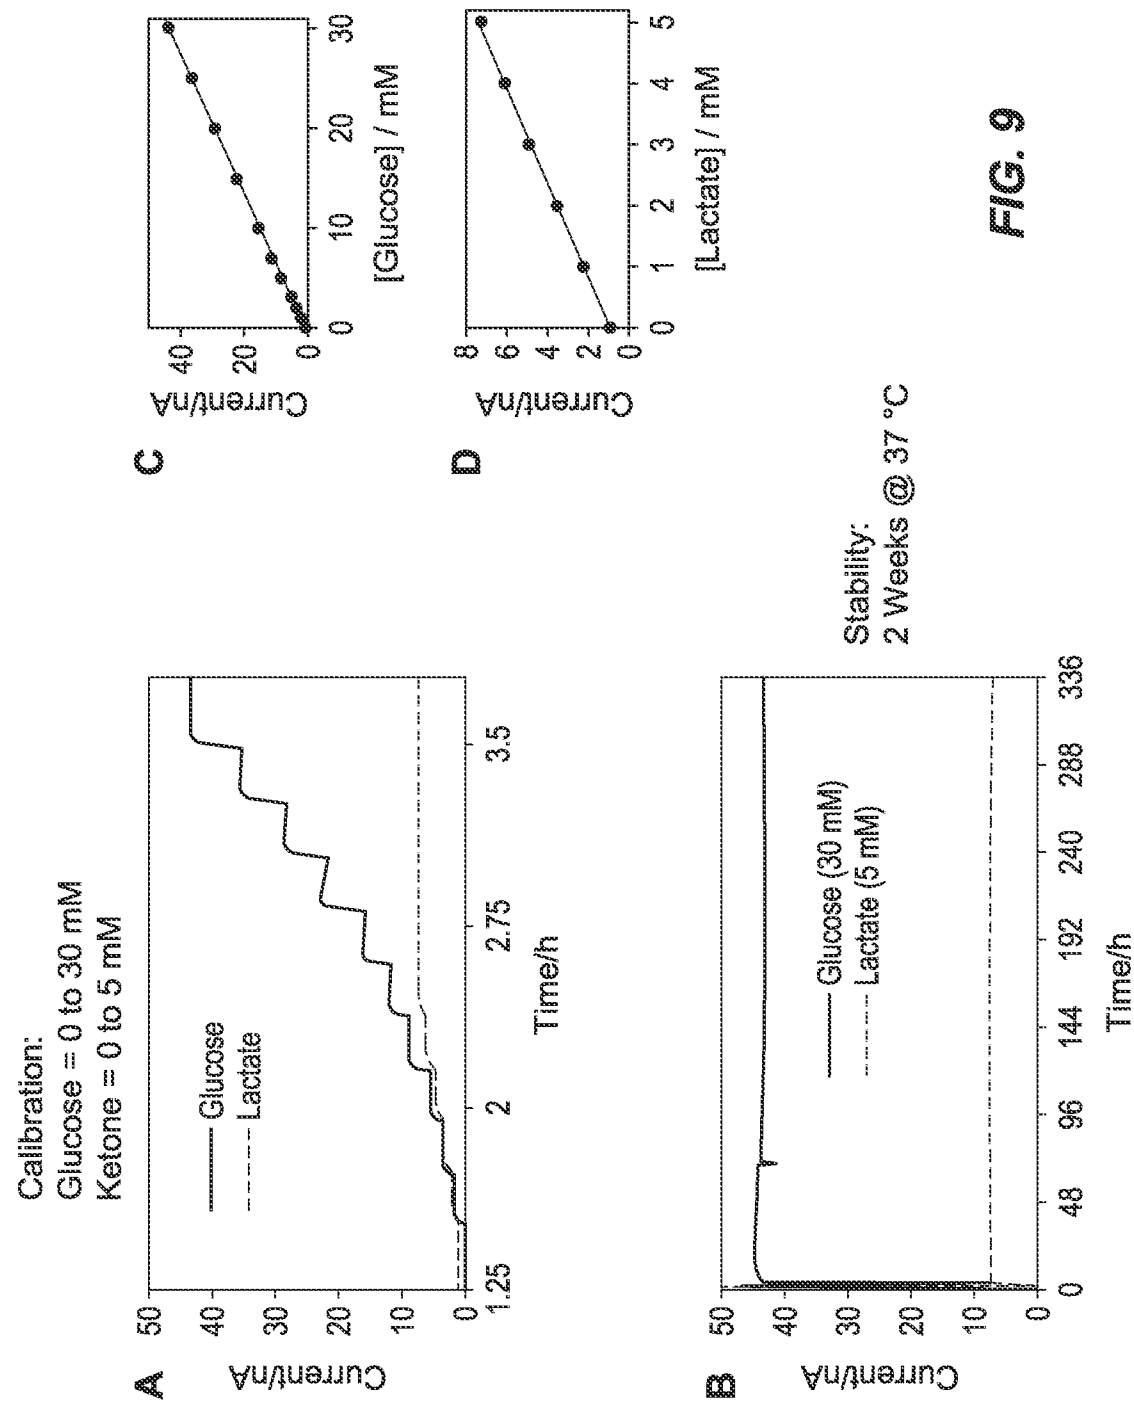 Calibration:
Glucose = 0 to 30 mM
Ketone = 0 to 5 mM
A
Current/nA
50
40
30
20
10
0
Glucose
Lactate
1.25
2
2.75
3.5
Time/h
B
Current/nA
50
40
30
20
10
0
Glucose (30 mM)
Lactate (5 mM)
0
48
96
144
192
240
288
336
Time/h
Stability:
2 Weeks @ 37 °C
C
Current/nA
40
20
0
0
10
20
30
[Glucose] / mM
D
Current/nA
8
6
4
2
0
0
1
2
3
4
5
[Lactate] / mM
FIG. 9